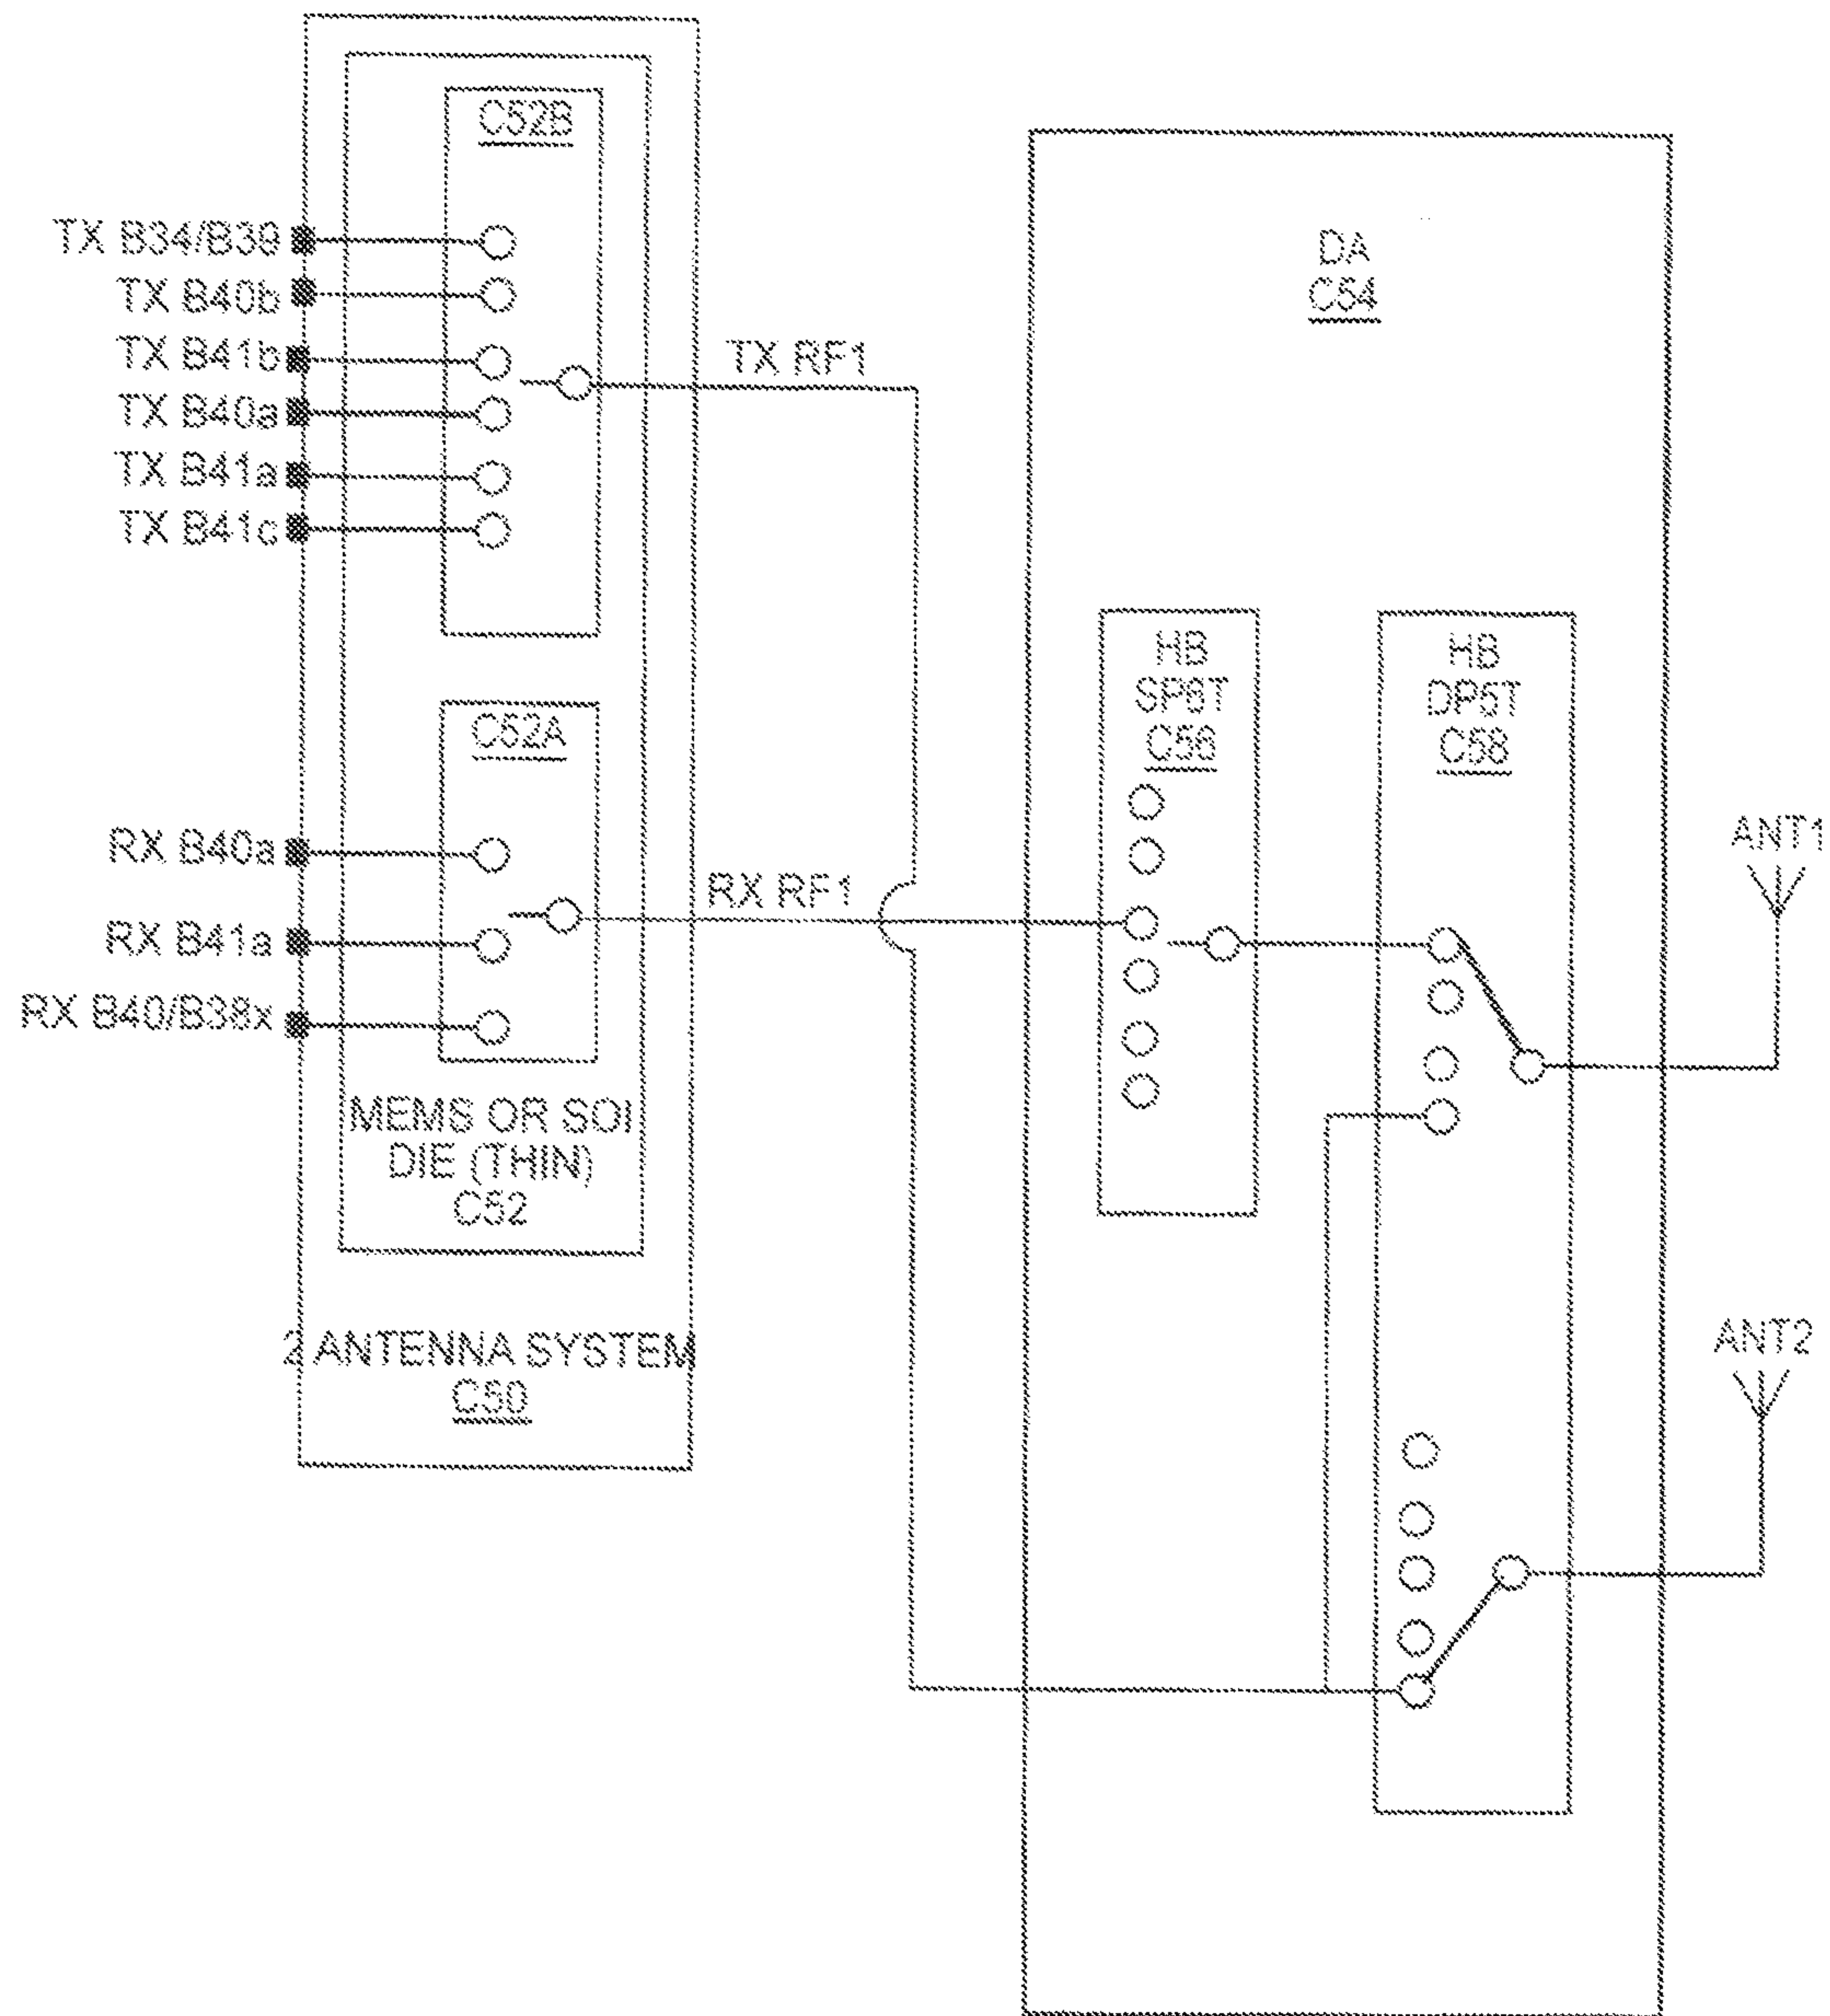 C52B
TX B34/B39
TX B40b
TX B41b
TX B40a
TX B41a
TX B41c
TX RF1
DA
C54
C52A
RX B40a
RX B41a
RX B40/B38x
RX RF1
MEMS OR SOI
DIE (THIN)
C52
2 ANTENNA SYSTEM
C50
HB
SP6T
C56
HB
DP5T
C58
ANT1
ANT2